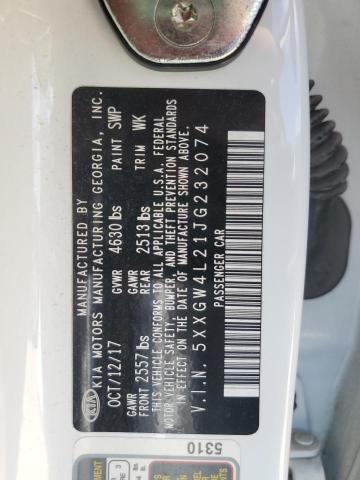 MANUFACTURED BY
KIA KIA MOTORS MANUFACTURING GEORGIA, INC.
OCT/12/17 GVWR 4630 lbs PAINT SWP
GAWR FRONT 2557 lbs GAWR REAR 2513 lbs TRIM WK
THIS VEHICLE CONFORMS TO ALL APPLICABLE U.S.A. FEDERAL
MOTOR VEHICLE SAFETY, BUMPER, AND THEFT PREVENTION STANDARDS
IN EFFECT ON THE DATE OF MANUFACTURE SHOWN ABOVE.
V.I.N. 5XXGW4L21JG232074
PASSENGER CAR
5310